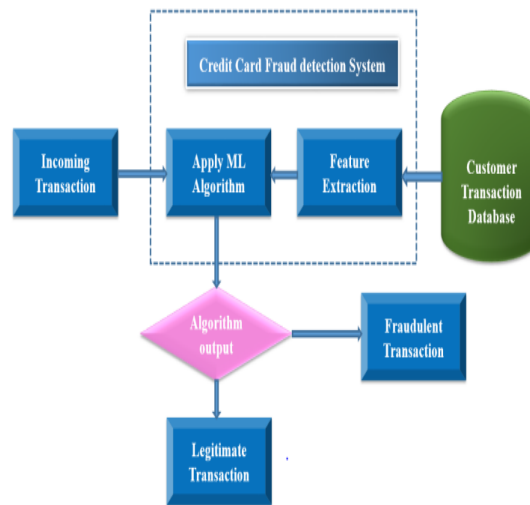 Credit Card Fraud detection System
Incoming
Transaction
Apply ML
Algorithm
Feature
Extraction
Customer
Transaction
Database
Algorithm
output
Fraudulent
Transaction
Legitimate
Transaction